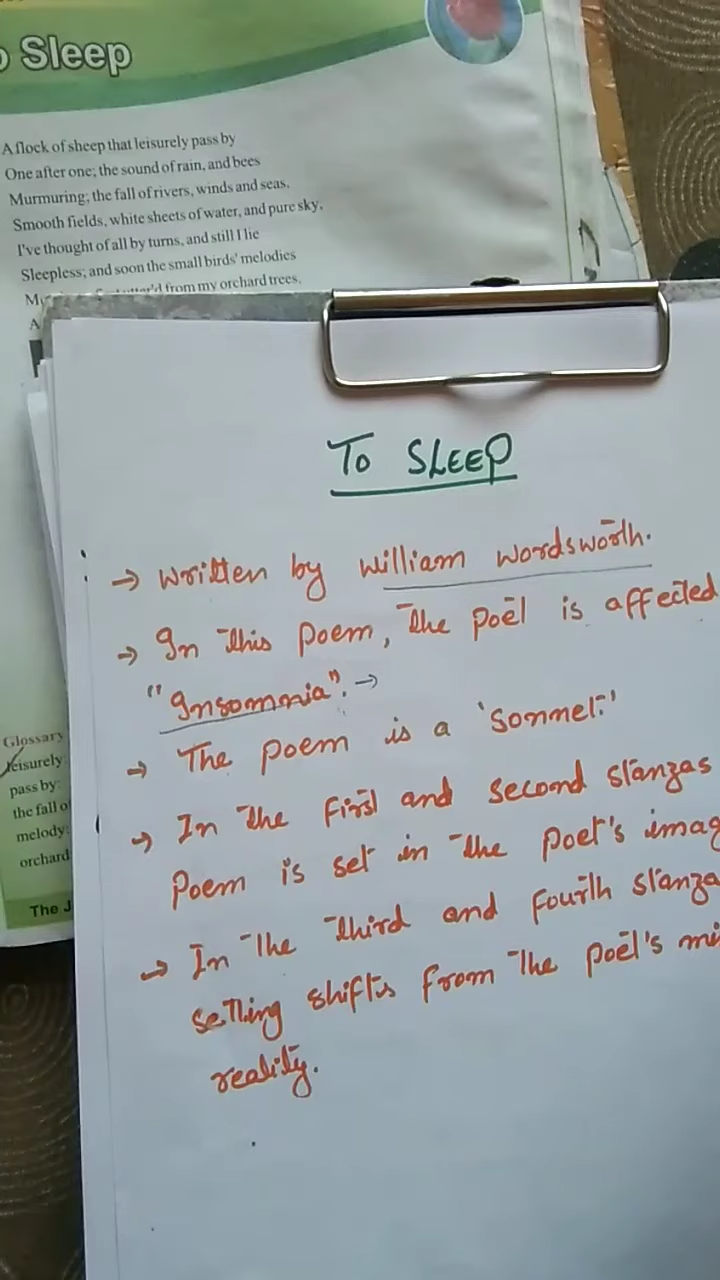 Sleep
A flock of sheep that leisurely pass by
One after one; the sound of rain, and bees
Murmuring; the fall of rivers, winds and seas,
Smooth fields, white sheets of water, and pure sky,
I've thought of all by turns, and still I lie
Sleepless; and soon the small birds' melodies
from my orchard trees,
TO SLEEP
→ written by william wordsworth.
→ In this poem, the poet is affected
"Insomnia". →
→ The poem is a 'sonnet.'
→ In the first and second stanzas
Poem is set in the poet's imag
→ In the third and fourth stanza
setting shifts from the poet's mi
reality.
Glossary
leisurely
pass by:
the fall o
melody:
orchard
The J